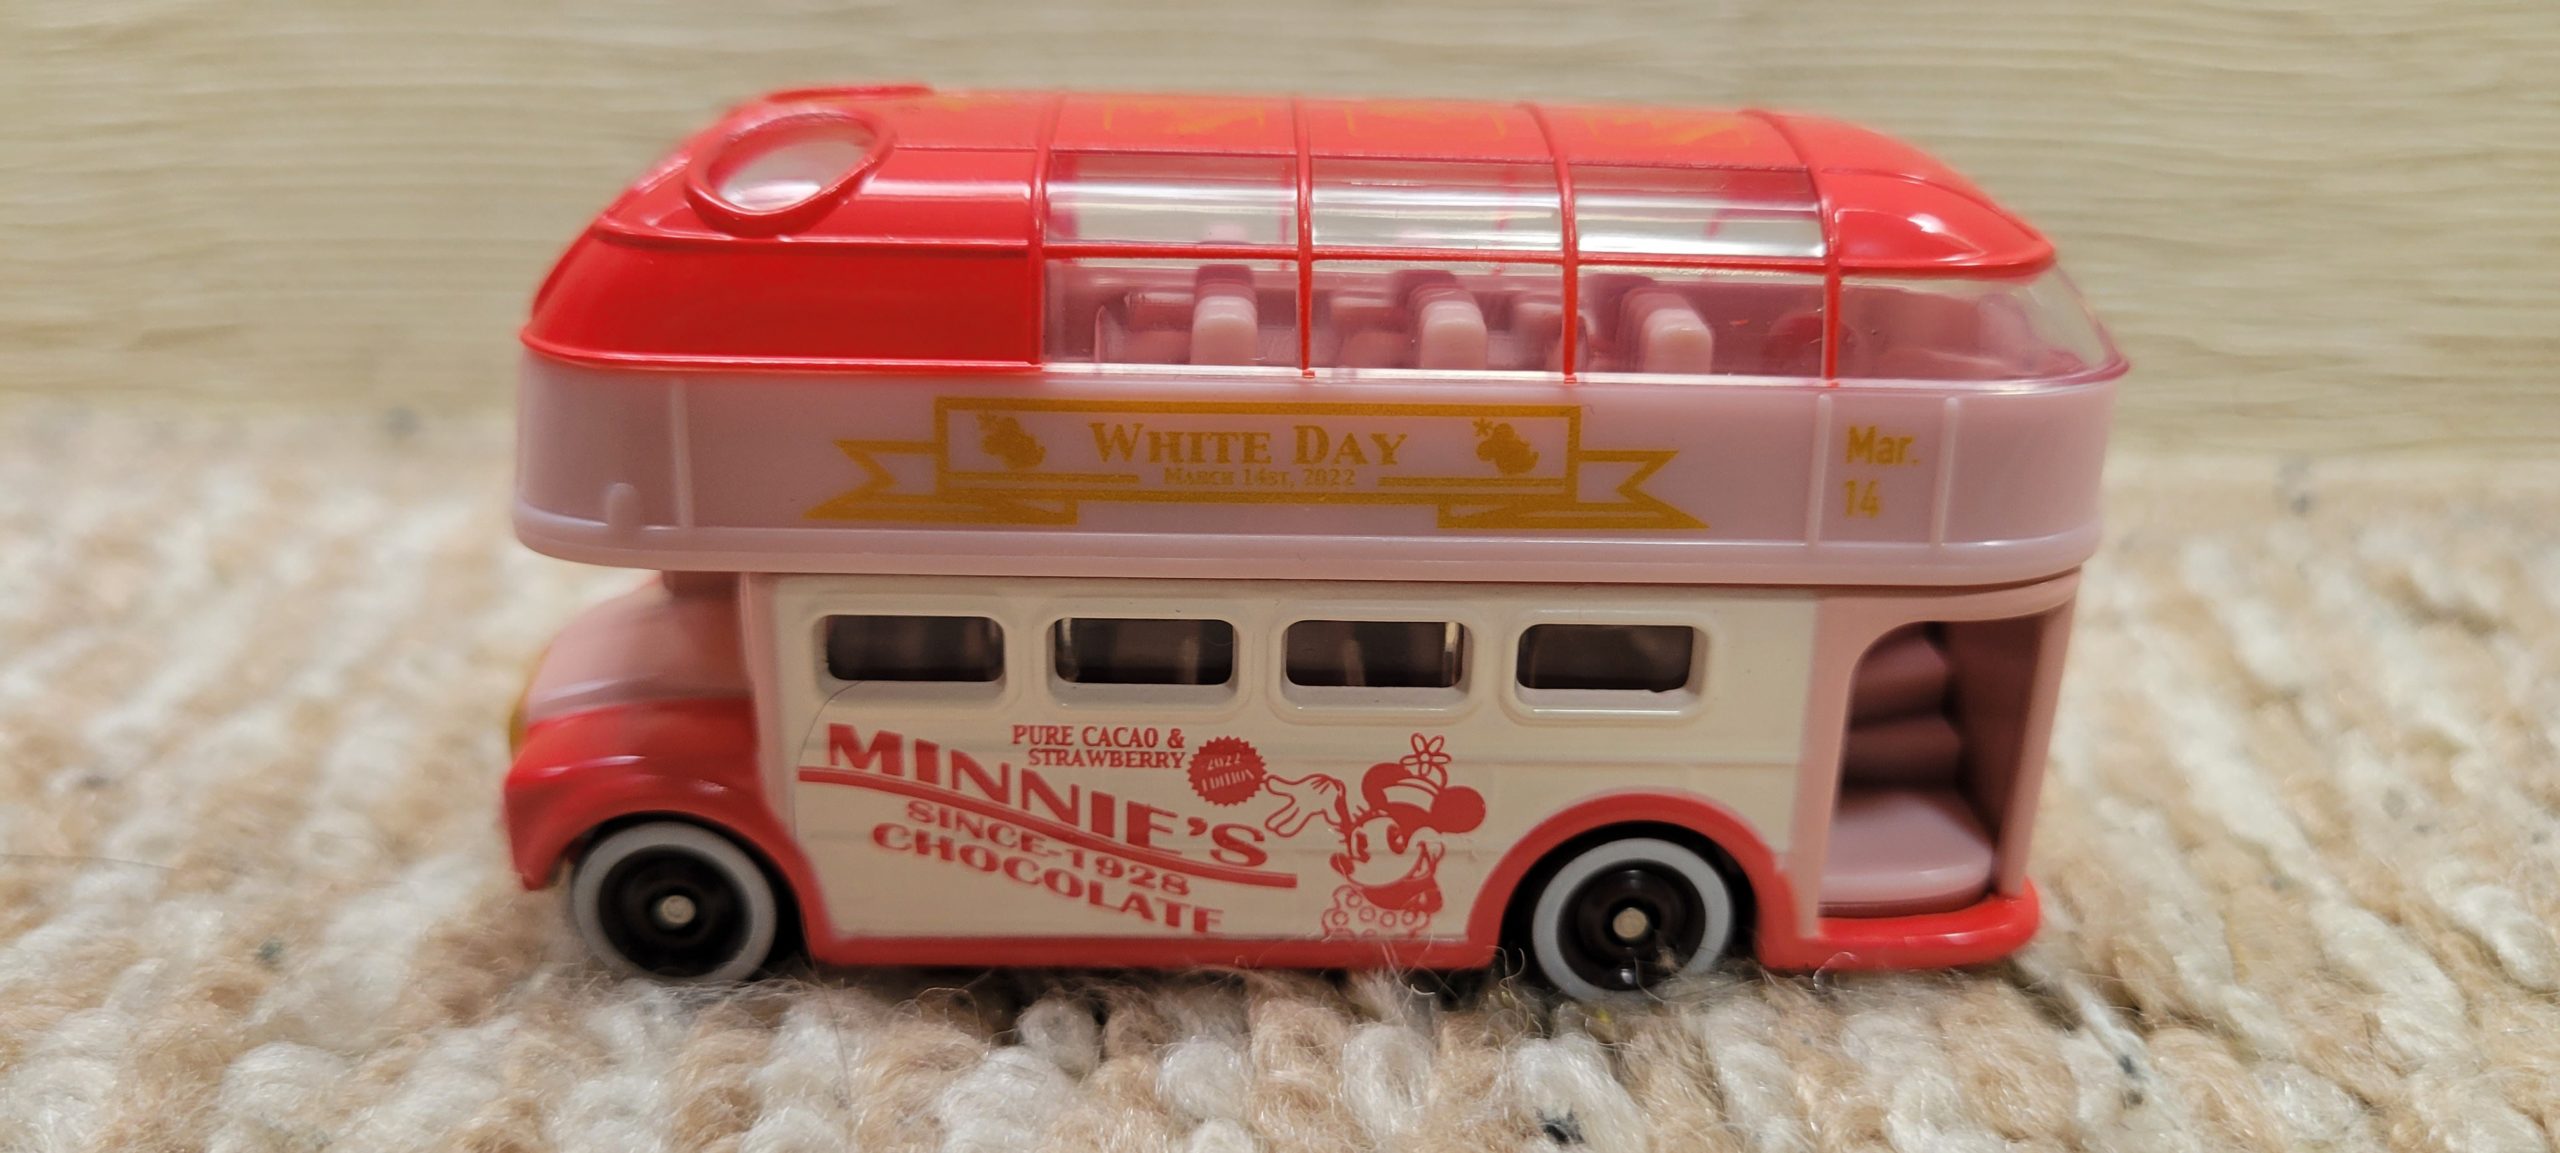 WHITE DAY
MARCH 14ST, 2022
Mar.
14
PURE CACAO &
STRAWBERRY
2022
EDITION
MINNIE'S
SINCE-1928
CHOCOLATE